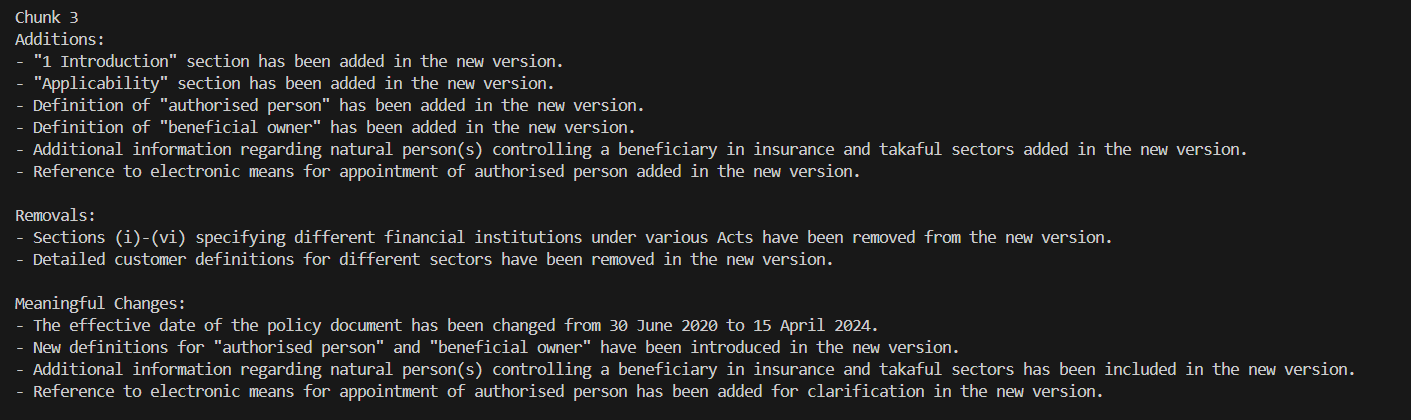 Chunk 3
Additions:
- "1 Introduction" section has been added in the new version.
- "Applicability" section has been added in the new version.
- Definition of "authorised person" has been added in the new version.
- Definition of "beneficial owner" has been added in the new version.
- Additional information regarding natural person(s) controlling a beneficiary in insurance and takaful sectors added in the new version.
- Reference to electronic means for appointment of authorised person added in the new version.

Removals:
- Sections (i)-(vi) specifying different financial institutions under various Acts have been removed from the new version.
- Detailed customer definitions for different sectors have been removed in the new version.

Meaningful Changes:
- The effective date of the policy document has been changed from 30 June 2020 to 15 April 2024.
- New definitions for "authorised person" and "beneficial owner" have been introduced in the new version.
- Additional information regarding natural person(s) controlling a beneficiary in insurance and takaful sectors has been included in the new version.
- Reference to electronic means for appointment of authorised person has been added for clarification in the new version.